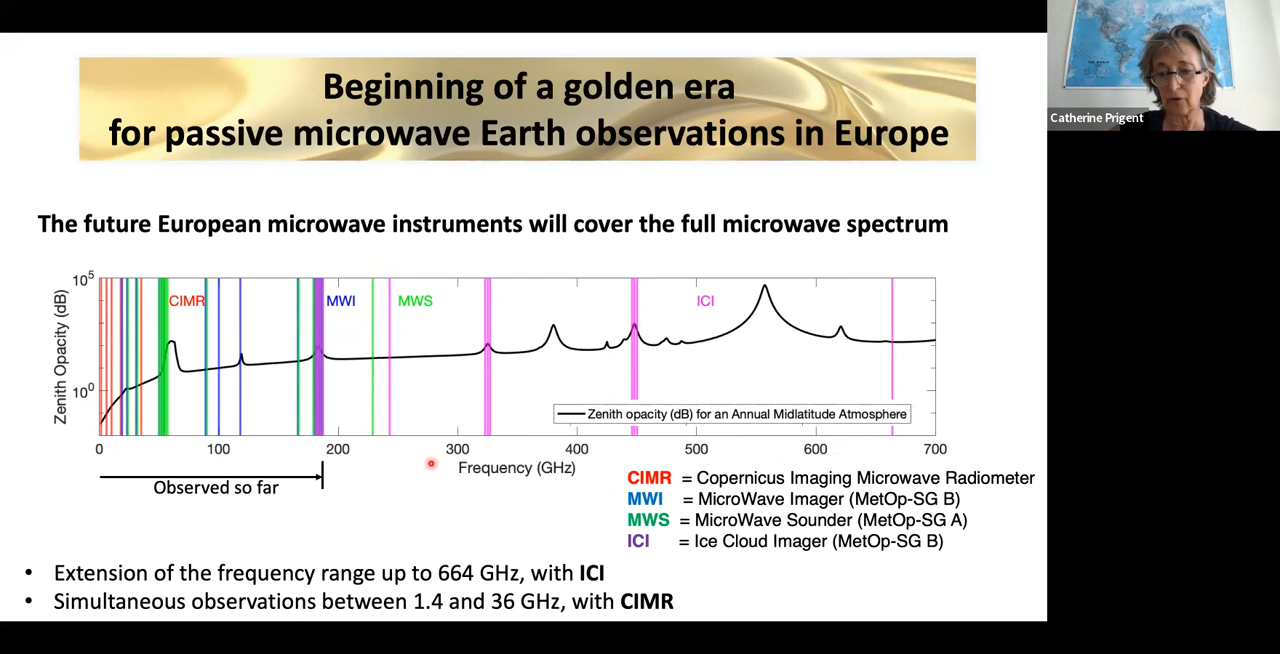 Beginning of a golden era
for passive microwave Earth observations in Europe
Catherine Prigent
The future European microwave instruments will cover the full microwave spectrum
10^5
10^0
Zenith Opacity (dB)
CIMR
MWI
MWS
ICI
Zenith opacity (dB) for an Annual Midlatitude Atmosphere
0 100 200 300 400 500 600 700
Frequency (GHz)
Observed so far
CIMR = Copernicus Imaging Microwave Radiometer
MWI = MicroWave Imager (MetOp-SG B)
MWS = MicroWave Sounder (MetOp-SG A)
ICI = Ice Cloud Imager (MetOp-SG B)
• Extension of the frequency range up to 664 GHz, with ICI
• Simultaneous observations between 1.4 and 36 GHz, with CIMR